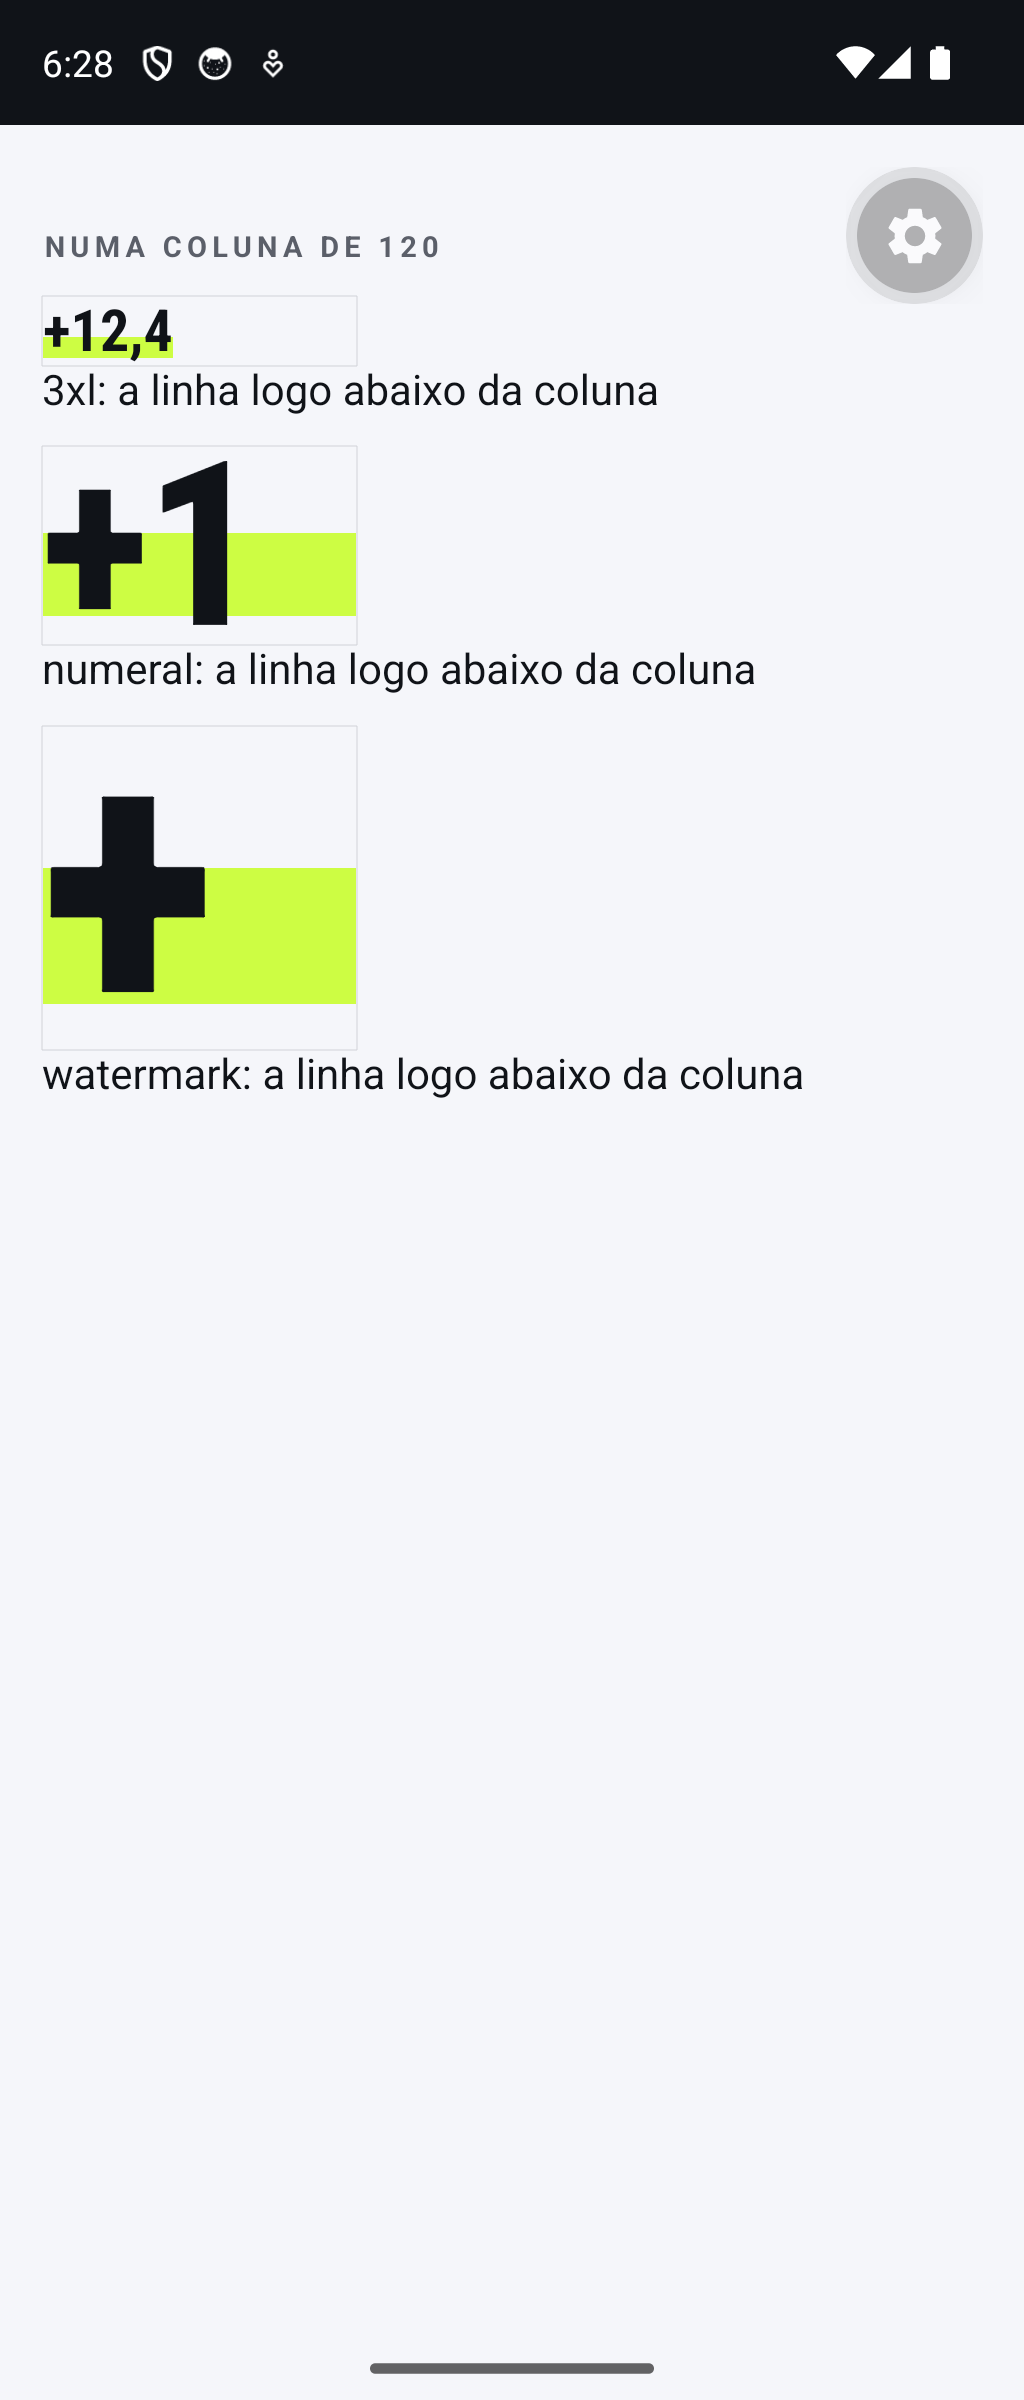 6:28
NUMA COLUNA DE 120
+12,4
3xl: a linha logo abaixo da coluna
+1
numeral: a linha logo abaixo da coluna
+
watermark: a linha logo abaixo da coluna